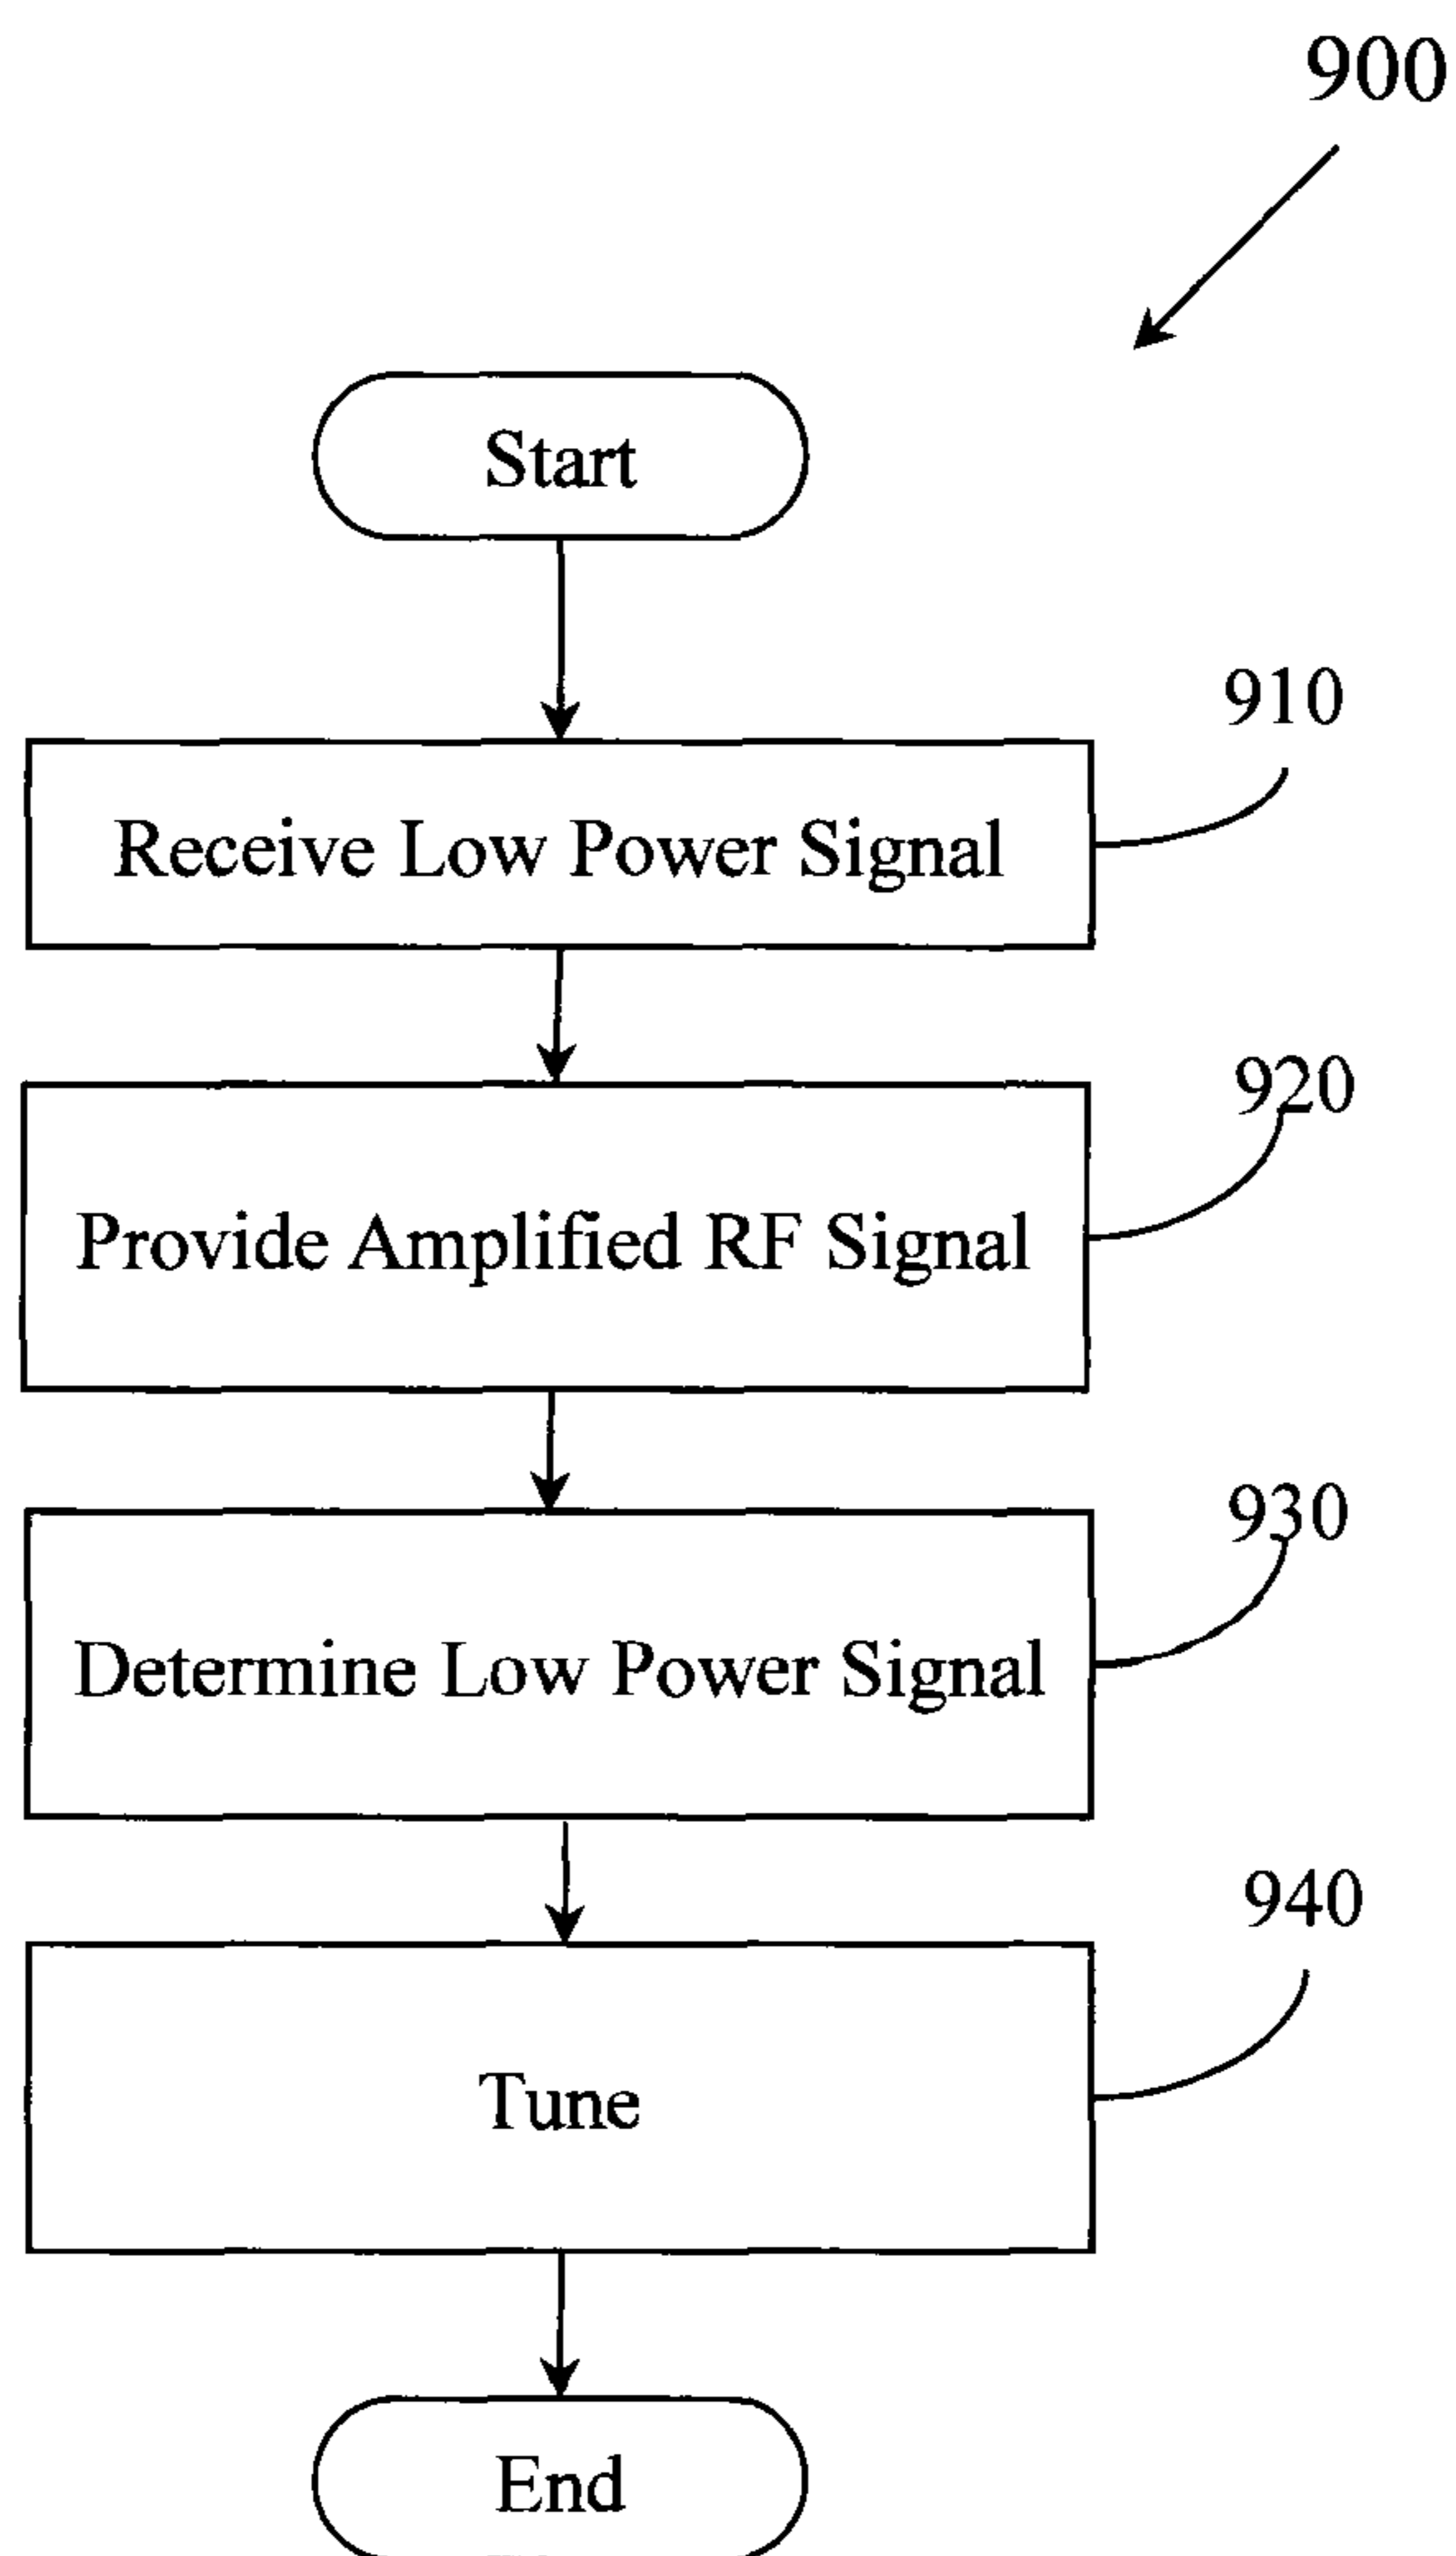 900
Start
910
Receive Low Power Signal
920
Provide Amplified RF Signal
930
Determine Low Power Signal
940
Tune
End